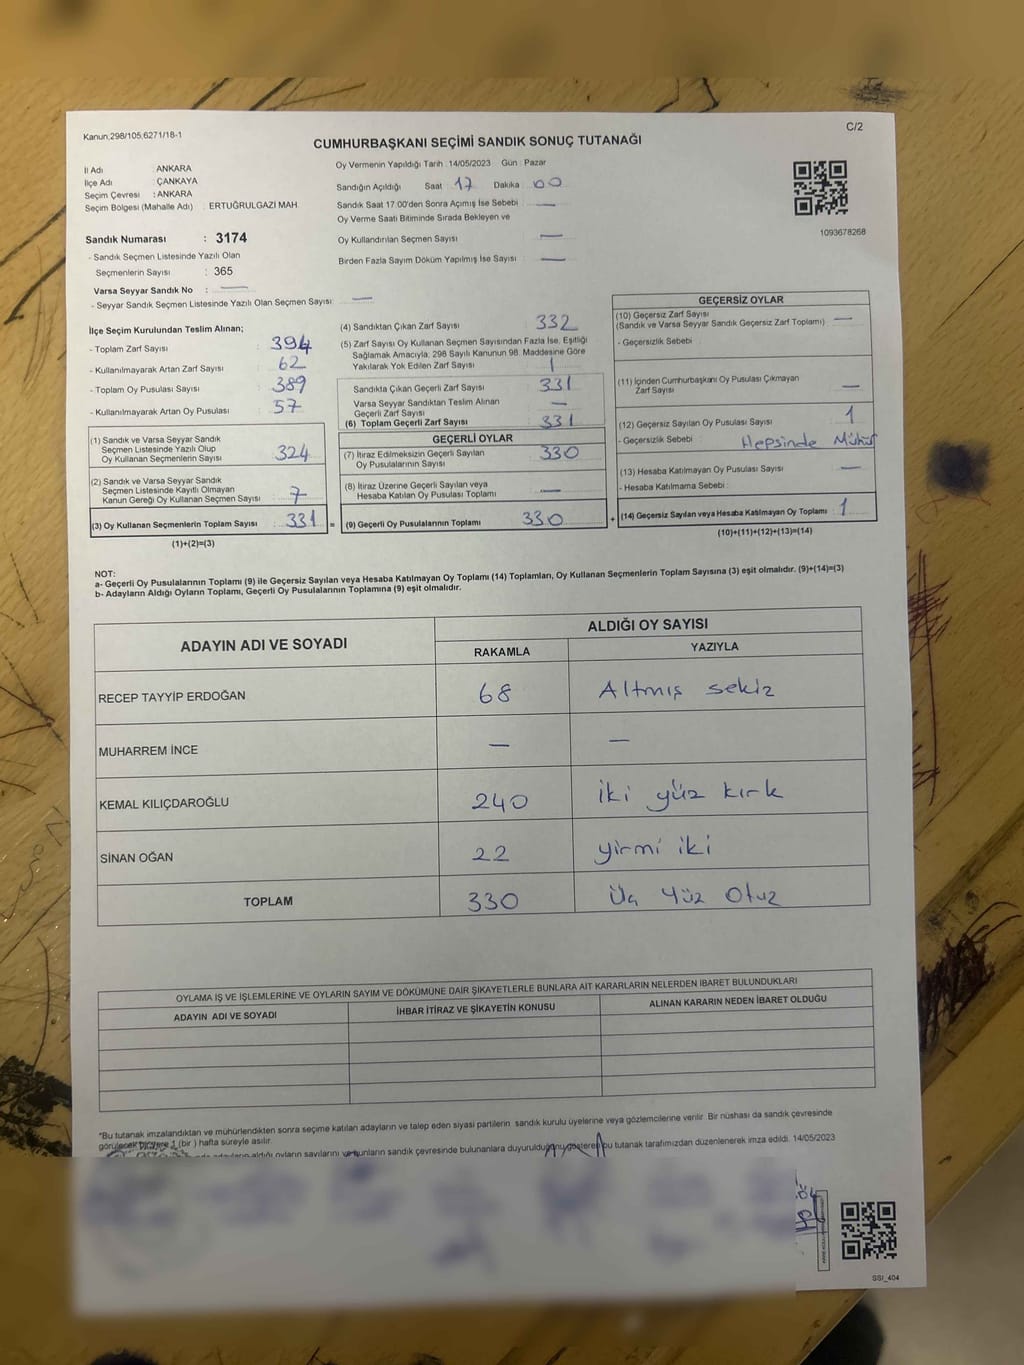 Kanun:298/105,6271/18-1
C/2
CUMHURBAŞKANI SEÇİMİ SANDIK SONUÇ TUTANAĞI
İl Adı : ANKARA
İlçe Adı : ÇANKAYA
Seçim Çevresi : ANKARA
Seçim Bölgesi (Mahalle Adı) : ERTUĞRULGAZİ MAH.
Oy Vermenin Yapıldığı Tarih :14/05/2023 Gün : Pazar
Sandığın Açıldığı Saat 17 Dakika 00
Sandık Saat 17:00'den Sonra Açımış İse Sebebi —
Oy Verme Saati Bitiminde Sırada Bekleyen ve
Oy Kullandırılan Seçmen Sayısı —
Birden Fazla Sayım Döküm Yapılmış İse Sayısı —
1093678268
Sandık Numarası : 3174
- Sandık Seçmen Listesinde Yazılı Olan
Seçmenlerin Sayısı : 365
Varsa Seyyar Sandık No : —
- Seyyar Sandık Seçmen Listesinde Yazılı Olan Seçmen Sayısı: —
İlçe Seçim Kurulundan Teslim Alınan;
- Toplam Zarf Sayısı : 394
- Kullanılmayarak Artan Zarf Sayısı : 62
- Toplam Oy Pusulası Sayısı : 389
- Kullanılmayarak Artan Oy Pusulası : 57
(1) Sandık ve Varsa Seyyar Sandık
Seçmen Listesinde Yazılı Olup
Oy Kullanan Seçmenlerin Sayısı 324
(2) Sandık ve Varsa Seyyar Sandık
Seçmen Listesinde Kayıtlı Olmayan
Kanun Gereği Oy Kullanan Seçmen Sayısı 7
(3) Oy Kullanan Seçmenlerin Toplam Sayısı 331 =
(1)+(2)=(3)
(4) Sandıktan Çıkan Zarf Sayısı 332
(5) Zarf Sayısı Oy Kullanan Seçmen Sayısından Fazla İse, Eşitliği
Sağlamak Amacıyla; 298 Sayılı Kanunun 98. Maddesine Göre
Yakılarak Yok Edilen Zarf Sayısı 1
Sandıkta Çıkan Geçerli Zarf Sayısı 331
Varsa Seyyar Sandıktan Teslim Alınan
Geçerli Zarf Sayısı —
(6) Toplam Geçerli Zarf Sayısı 331
GEÇERLİ OYLAR
(7) İtiraz Edilmeksizin Geçerli Sayılan
Oy Pusulalarının Sayısı 330
(8) İtiraz Üzerine Geçerli Sayılan veya
Hesaba Katılan Oy Pusulası Toplamı —
(9) Geçerli Oy Pusulalarının Toplamı 330 +
GEÇERSİZ OYLAR
(10) Geçersiz Zarf Sayısı
(Sandık ve Varsa Seyyar Sandık Geçersiz Zarf Toplamı) —
- Geçersizlik Sebebi :
(11) İçinden Cumhurbaşkanı Oy Pusulası Çıkmayan
Zarf Sayısı —
(12) Geçersiz Sayılan Oy Pusulası Sayısı 1
- Geçersizlik Sebebi : Hepsinde Mühür
(13) Hesaba Katılmayan Oy Pusulası Sayısı —
- Hesaba Katılmama Sebebi :
(14) Geçersiz Sayılan veya Hesaba Katılmayan Oy Toplamı 1
(10)+(11)+(12)+(13)=(14)
NOT:
a- Geçerli Oy Pusulalarının Toplamı (9) ile Geçersiz Sayılan veya Hesaba Katılmayan Oy Toplamı (14) Toplamları, Oy Kullanan Seçmenlerin Toplam Sayısına (3) eşit olmalıdır. (9)+(14)=(3)
b- Adayların Aldığı Oyların Toplamı, Geçerli Oy Pusulalarının Toplamına (9) eşit olmalıdır.
ADAYIN ADI VE SOYADI
ALDIĞI OY SAYISI
RAKAMLA YAZIYLA
RECEP TAYYİP ERDOĞAN 68 Altmış sekiz
MUHARREM İNCE — —
KEMAL KILIÇDAROĞLU 240 iki yüz kırk
SİNAN OĞAN 22 yirmi iki
TOPLAM 330 Üç Yüz Otuz
OYLAMA İŞ VE İŞLEMLERİNE VE OYLARIN SAYIM VE DÖKÜMÜNE DAİR ŞİKAYETLERLE BUNLARA AİT KARARLARIN NELERDEN İBARET BULUNDUKLARI
ADAYIN ADI VE SOYADI
İHBAR İTİRAZ VE ŞİKAYETİN KONUSU
ALINAN KARARIN NEDEN İBARET OLDUĞU
*Bu tutanak imzalandıktan ve mühürlendikten sonra seçime katılan adayların ve talep eden siyasi partilerin sandık kurulu üyelerine veya gözlemcilerine verilir. Bir nüshası da sandık çevresinde
görülecek bir yere 1 (bir ) hafta süreyle asılır.
adayların aldığı oyların sayılarını ve bunların sandık çevresinde bulunanlara duyurulduğunu gösteren bu tutanak tarafımızdan düzenlenerek imza edildi. 14/05/2023
SSI_404